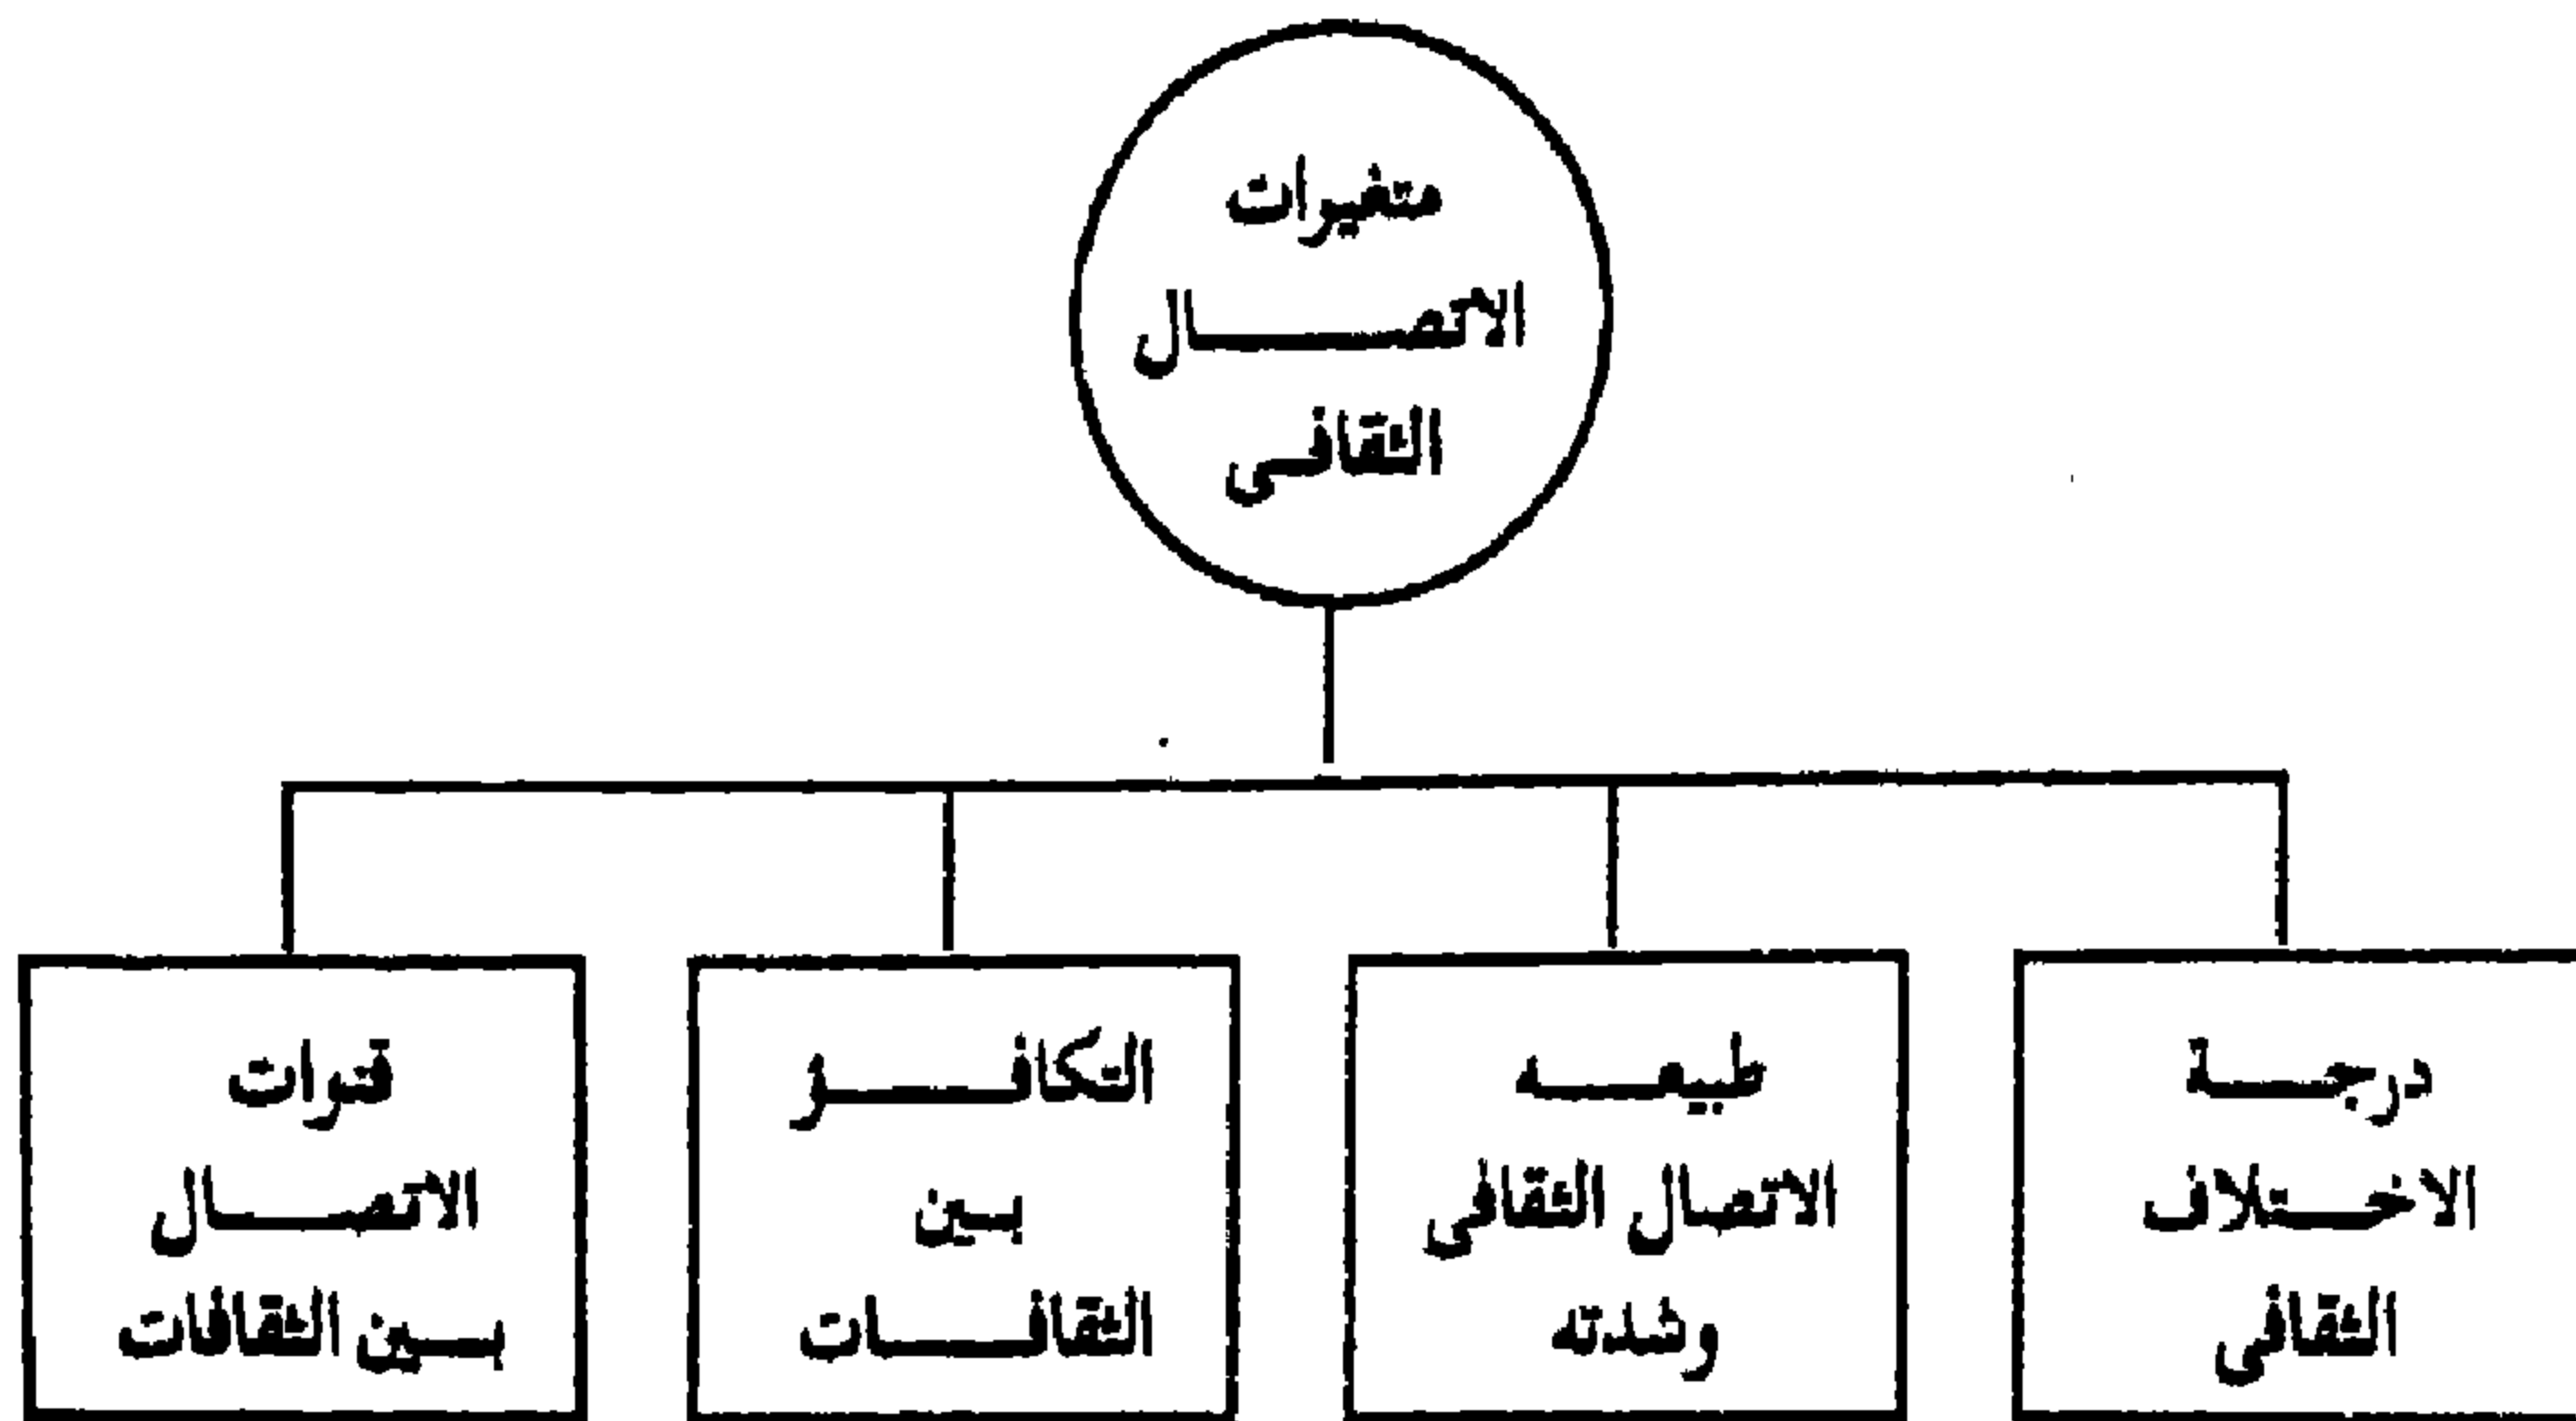 متغيرات
الاتصال
الثقافى
درجة
الاختلاف
الثقافى
طبيعه
الاتصال الثقافى
وشدته
التكافؤ
بين
الثقافات
قنوات
الاتصال
بين الثقافات